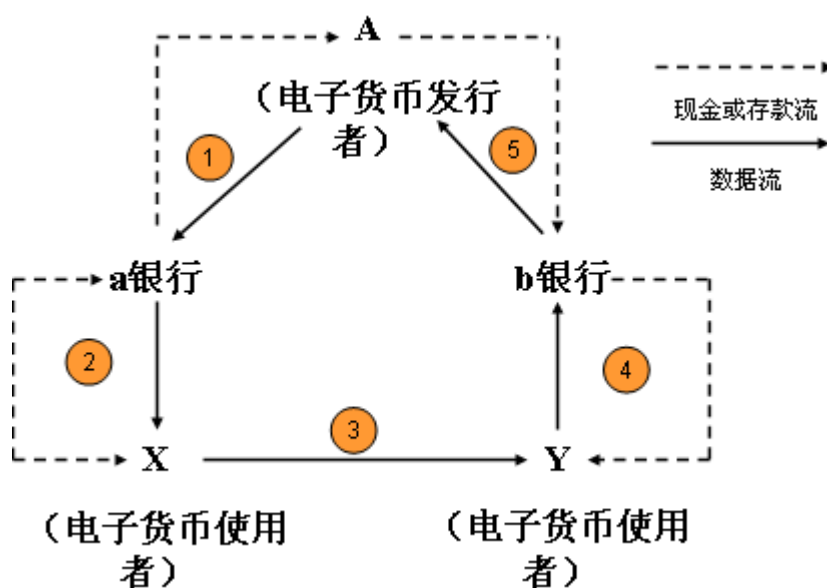 A
（电子货币发行
者）
现金或存款流
数据流
1
5
a银行
b银行
2
4
3
X
Y
（电子货币使用
者）
（电子货币使用
者）